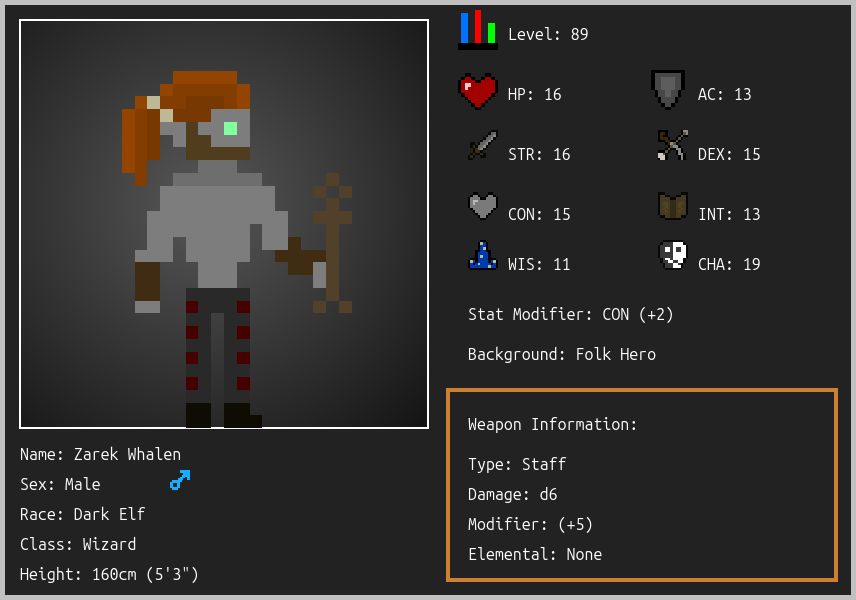 Level: 89
HP: 16
AC: 13
STR: 16
DEX: 15
CON: 15
INT: 13
WIS: 11
CHA: 19
Stat Modifier: CON (+2)
Background: Folk Hero
Weapon Information:
Type: Staff
Damage: d6
Modifier: (+5)
Elemental: None
Name: Zarek Whalen
Sex: Male
Race: Dark Elf
Class: Wizard
Height: 160cm (5'3")